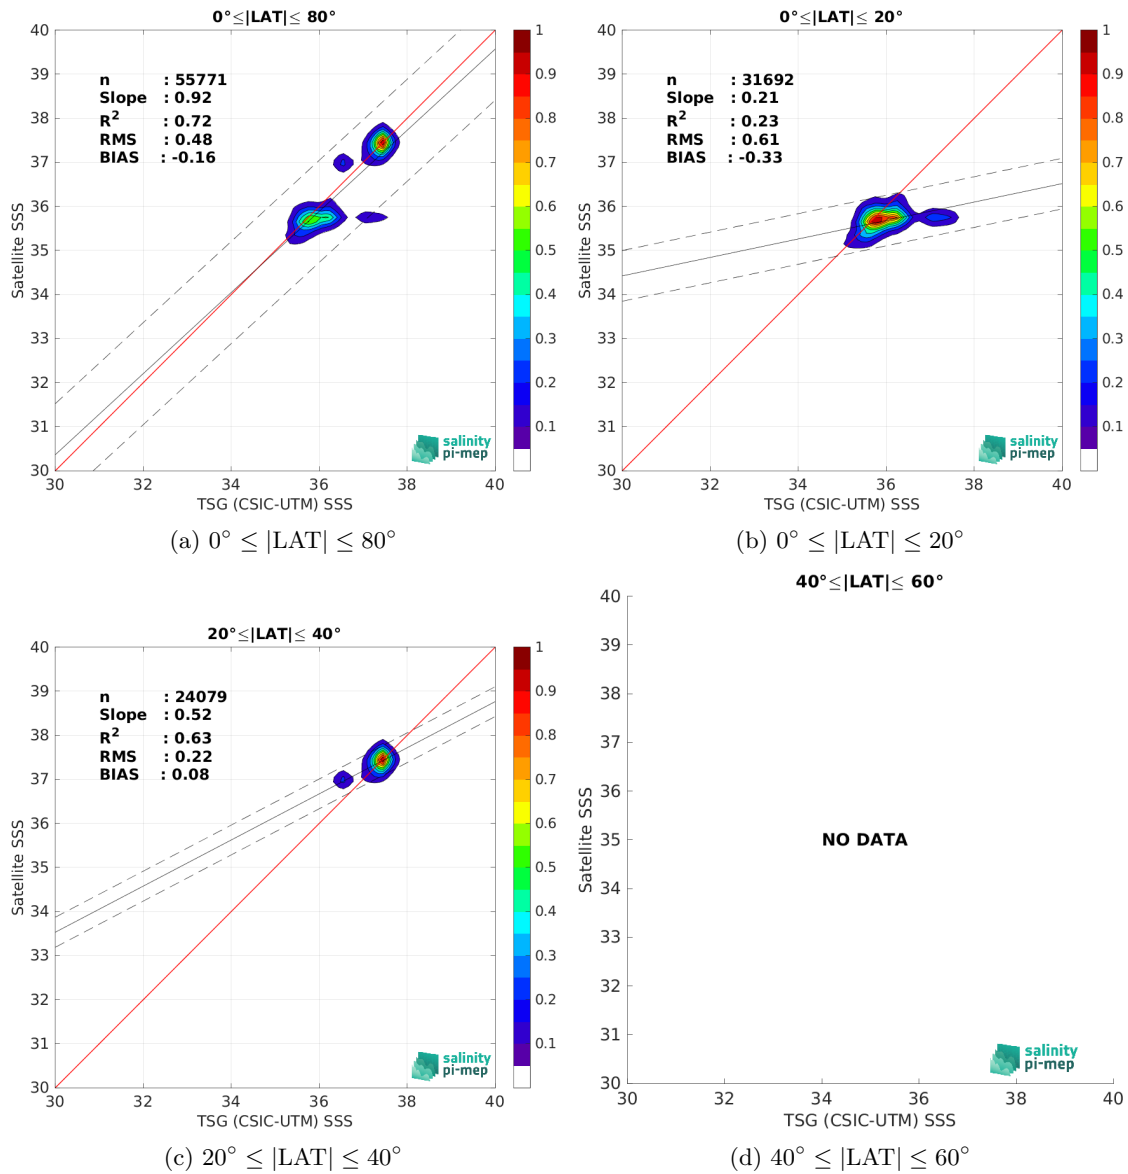 0°≤|LAT|≤ 80°
40
39
38
37
36
35
34
33
32
31
30
Satellite SSS
n : 55771
Slope : 0.92
R2 : 0.72
RMS : 0.48
BIAS : -0.16
salinity
pi-mep
30 32 34 36 38 40
TSG (CSIC-UTM) SSS
1
0.9
0.8
0.7
0.6
0.5
0.4
0.3
0.2
0.1
(a) 0° ≤ |LAT| ≤ 80°
0°≤|LAT|≤ 20°
40
39
38
37
36
35
34
33
32
31
30
Satellite SSS
n : 31692
Slope : 0.21
R2 : 0.23
RMS : 0.61
BIAS : -0.33
salinity
pi-mep
30 32 34 36 38 40
TSG (CSIC-UTM) SSS
1
0.9
0.8
0.7
0.6
0.5
0.4
0.3
0.2
0.1
(b) 0° ≤ |LAT| ≤ 20°
20°≤|LAT|≤ 40°
40
39
38
37
36
35
34
33
32
31
30
Satellite SSS
n : 24079
Slope : 0.52
R2 : 0.63
RMS : 0.22
BIAS : 0.08
salinity
pi-mep
30 32 34 36 38 40
TSG (CSIC-UTM) SSS
1
0.9
0.8
0.7
0.6
0.5
0.4
0.3
0.2
0.1
(c) 20° ≤ |LAT| ≤ 40°
40°≤|LAT|≤ 60°
40
39
38
37
36
35
34
33
32
31
30
Satellite SSS
NO DATA
salinity
pi-mep
30 32 34 36 38 40
TSG (CSIC-UTM) SSS
(d) 40° ≤ |LAT| ≤ 60°